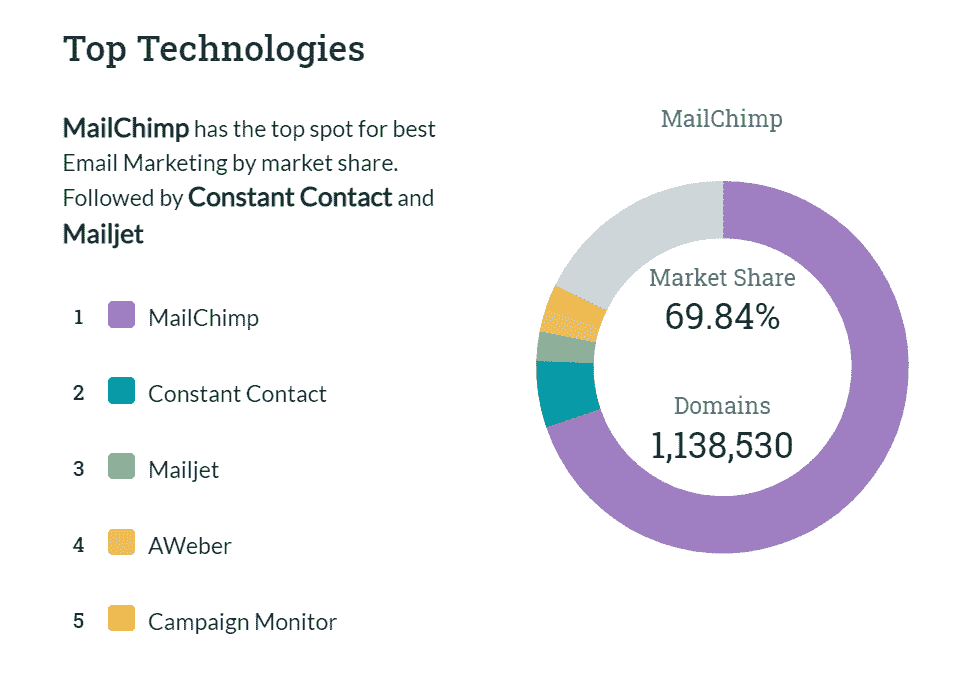 Top Technologies
MailChimp has the top spot for best
Email Marketing by market share.
Followed by Constant Contact and
Mailjet
1 MailChimp
2 Constant Contact
3 Mailjet
4 AWeber
5 Campaign Monitor
MailChimp
Market Share
69.84%
Domains
1,138,530